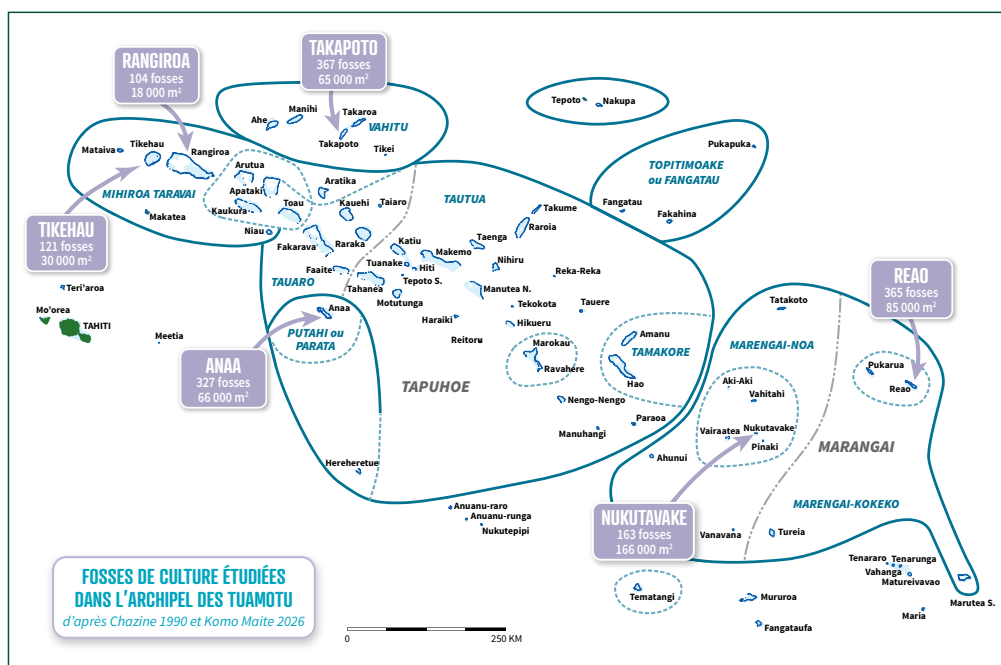 RANGIROA
104 fosses
18 000 m²
TAKAPOTO
367 fosses
65 000 m²
Tepoto
Nakupa
Manihi
Ahe
Takaroa
VAHITU
Takapoto
Tikei
Pukapuka
TOPITIMOAKE
ou FANGATAU
Fangatau
Fakahina
Mataiva
Tikehau
Rangiroa
MIHIROA TARAVAI
Makatea
Arutua
Apataki
Kaukura
Toau
Niau
Aratika
Kauehi
Taiaro
Fakarava
Raraka
Faaite
TAUARO
TAUTUA
Katiu
Tuanake
Hiti
Tepoto S.
Makemo
Tahanea
Motutunga
Taenga
Nihiru
Takume
Raroia
Manutea N.
Reka-Reka
Tekokota
Tauere
Haraiki
Hikueru
Reitoru
Marokau
Ravahere
Amanu
TAMAKORE
Hao
Nengo-Nengo
Manuhangi
Paraoa
TIKEHAU
121 fosses
30 000 m²
Teri’aroa
Mo’orea
TAHITI
Meetia
Anaa
PUTAHI ou
PARATA
ANAA
327 fosses
66 000 m²
TAPUHOE
Hereheretue
Anuanu-raro
Anuanu-runga
Nukutepipi
REAO
365 fosses
85 000 m²
Tatakoto
MARENGAI-NOA
Pukarua
Reao
Aki-Aki
Vahitahi
Vairaatea
Nukutavake
Pinaki
MARANGAI
Ahunui
MARENGAI-KOKEKO
NUKUTAVAKE
163 fosses
166 000 m²
Vanavana
Tureia
Tematangi
Tenararo
Tenarunga
Vahanga
Matureivavao
Marutea S.
Mururoa
Maria
Fangataufa
FOSSES DE CULTURE ÉTUDIÉES
DANS L’ARCHIPEL DES TUAMOTU
d’après Chazine 1990 et Komo Maite 2026
0
250 KM